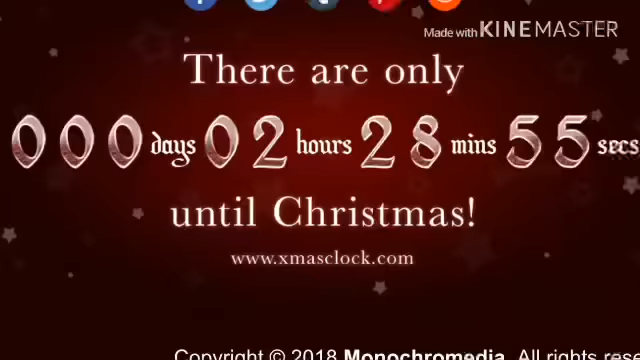 Made with KINEMASTER
There are only
000 days 02 hours 28 mins 55 secs
until Christmas!
www.xmasclock.com
Copyright © 2018 Monochromedia. All rights rese